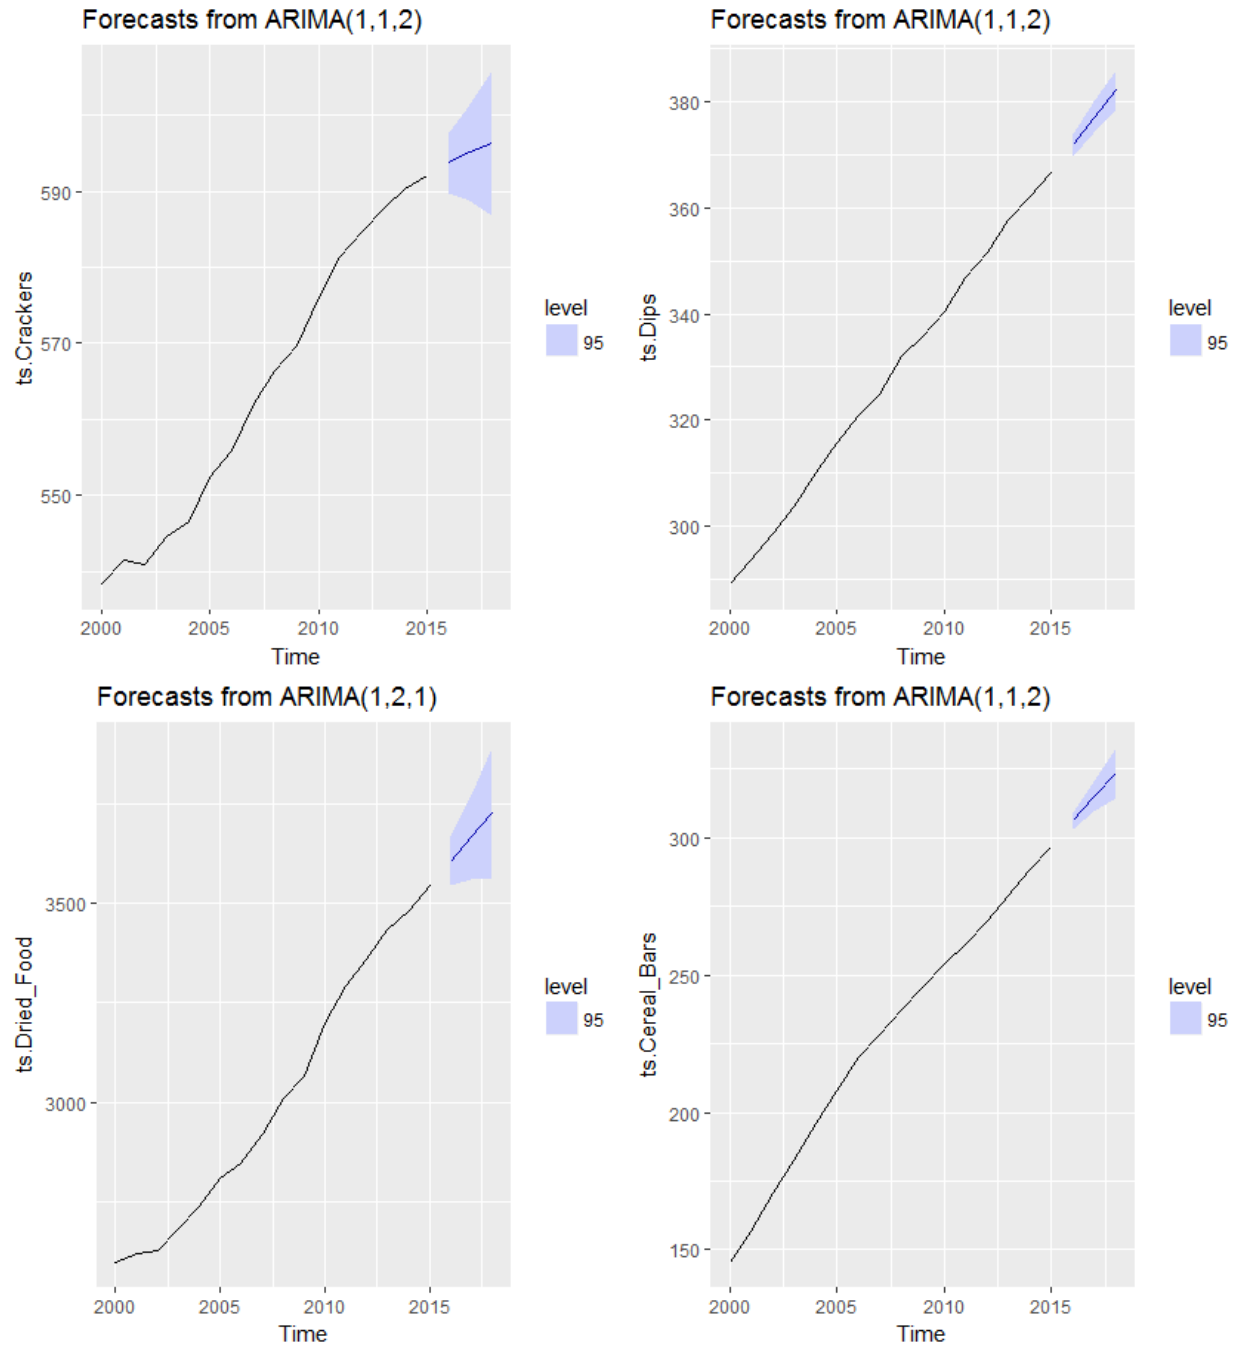 Forecasts from ARIMA(1,1,2)
ts.Crackers
590
570
550
2000 2005 2010 2015
Time
level
95
Forecasts from ARIMA(1,1,2)
ts.Dips
380
360
340
320
300
2000 2005 2010 2015
Time
level
95
Forecasts from ARIMA(1,2,1)
ts.Dried_Food
3500
3000
2000 2005 2010 2015
Time
level
95
Forecasts from ARIMA(1,1,2)
ts.Cereal_Bars
300
250
200
150
2000 2005 2010 2015
Time
level
95